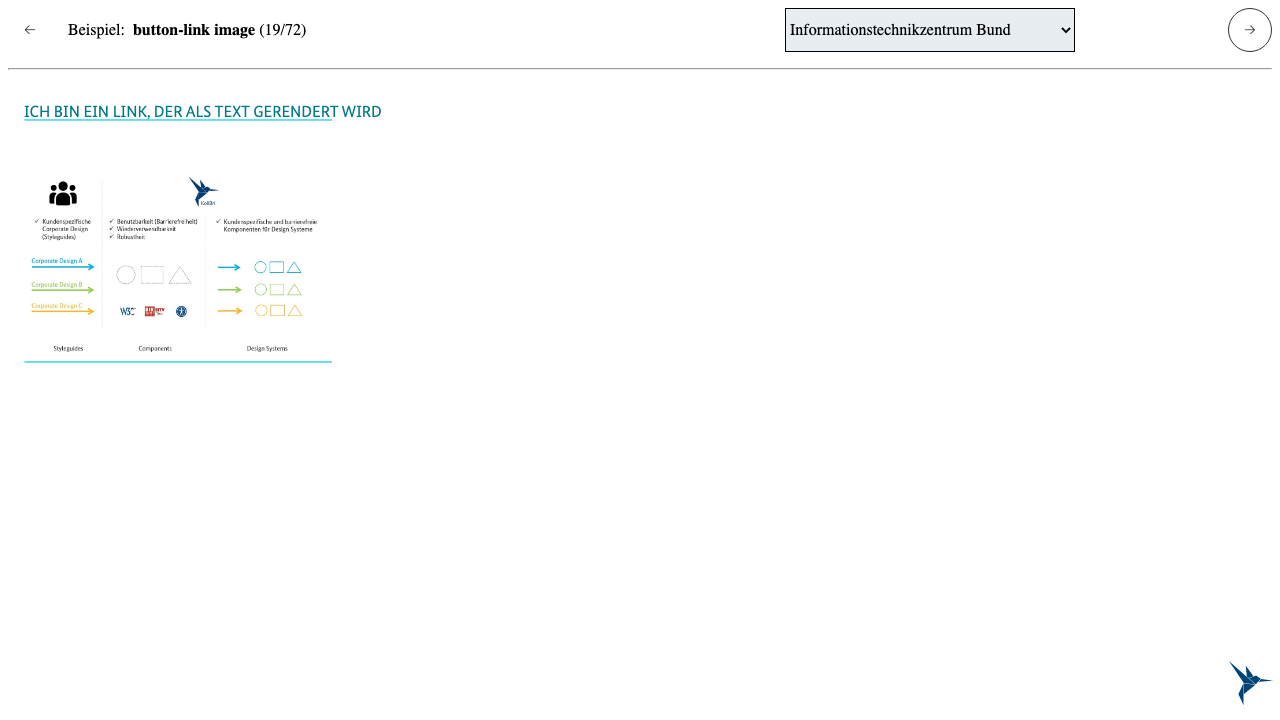 Beispiel: button-link image (19/72)
Informationstechnikzentrum Bund
ICH BIN EIN LINK, DER ALS TEXT GERENDERT WIRD
KoliBri
✓ Kundenspezifische
Corporate Design
(Styleguides)
✓ Benutzbarkeit (Barrierefreiheit)
✓ Wiederverwendbarkeit
✓ Robustheit
✓ Kundenspezifische und barrierefreie
Komponenten für Design Systeme
Corporate Design A
Corporate Design B
Corporate Design C
W3C
Styleguides
Components
Design Systems